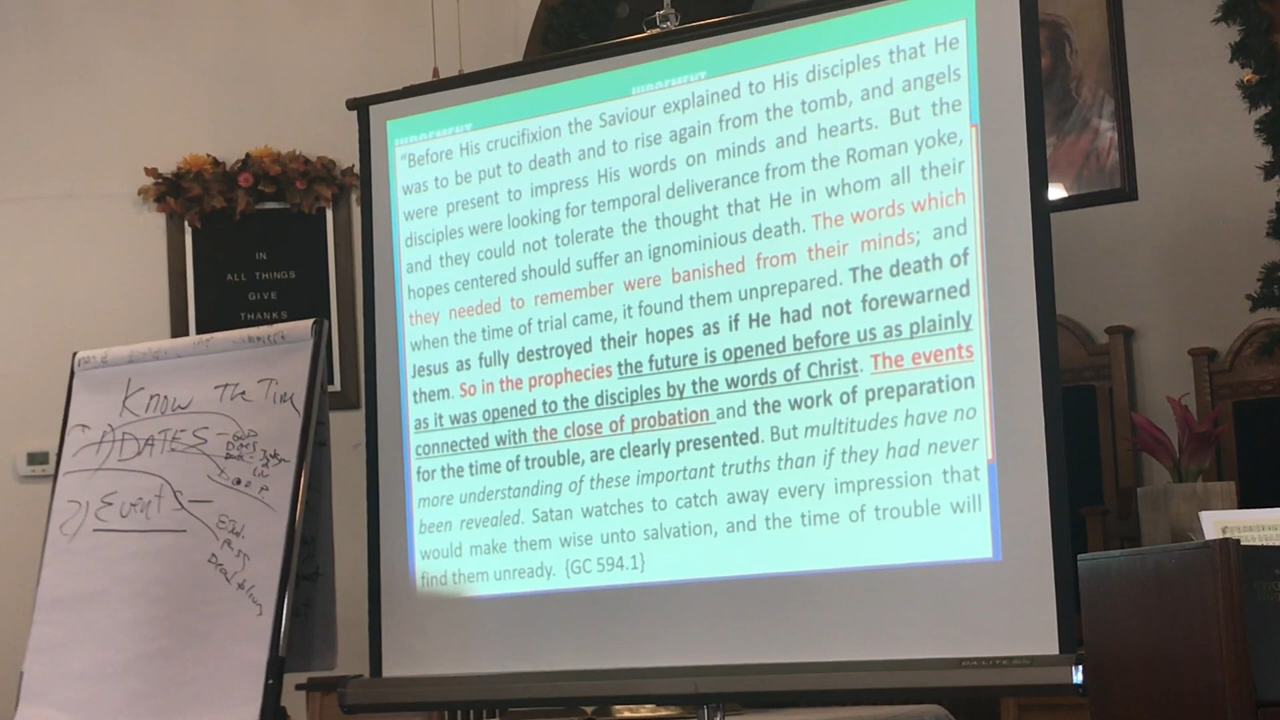 JUDGEMENT JUDGEMENT
"Before His crucifixion the Saviour explained to His disciples that He
was to be put to death and to rise again from the tomb, and angels
were present to impress His words on minds and hearts. But the
disciples were looking for temporal deliverance from the Roman yoke,
and they could not tolerate the thought that He in whom all their
hopes centered should suffer an ignominious death. The words which
they needed to remember were banished from their minds; and
when the time of trial came, it found them unprepared. The death of
Jesus as fully destroyed their hopes as if He had not forewarned
them. So in the prophecies the future is opened before us as plainly
as it was opened to the disciples by the words of Christ. The events
connected with the close of probation and the work of preparation
for the time of trouble, are clearly presented. But multitudes have no
more understanding of these important truths than if they had never
been revealed. Satan watches to catch away every impression that
would make them wise unto salvation, and the time of trouble will
find them unready. {GC 594.1}
IN
ALL THINGS
GIVE
THANKS
Know The Time
1) DATES -
2) Events -
DA-LITE